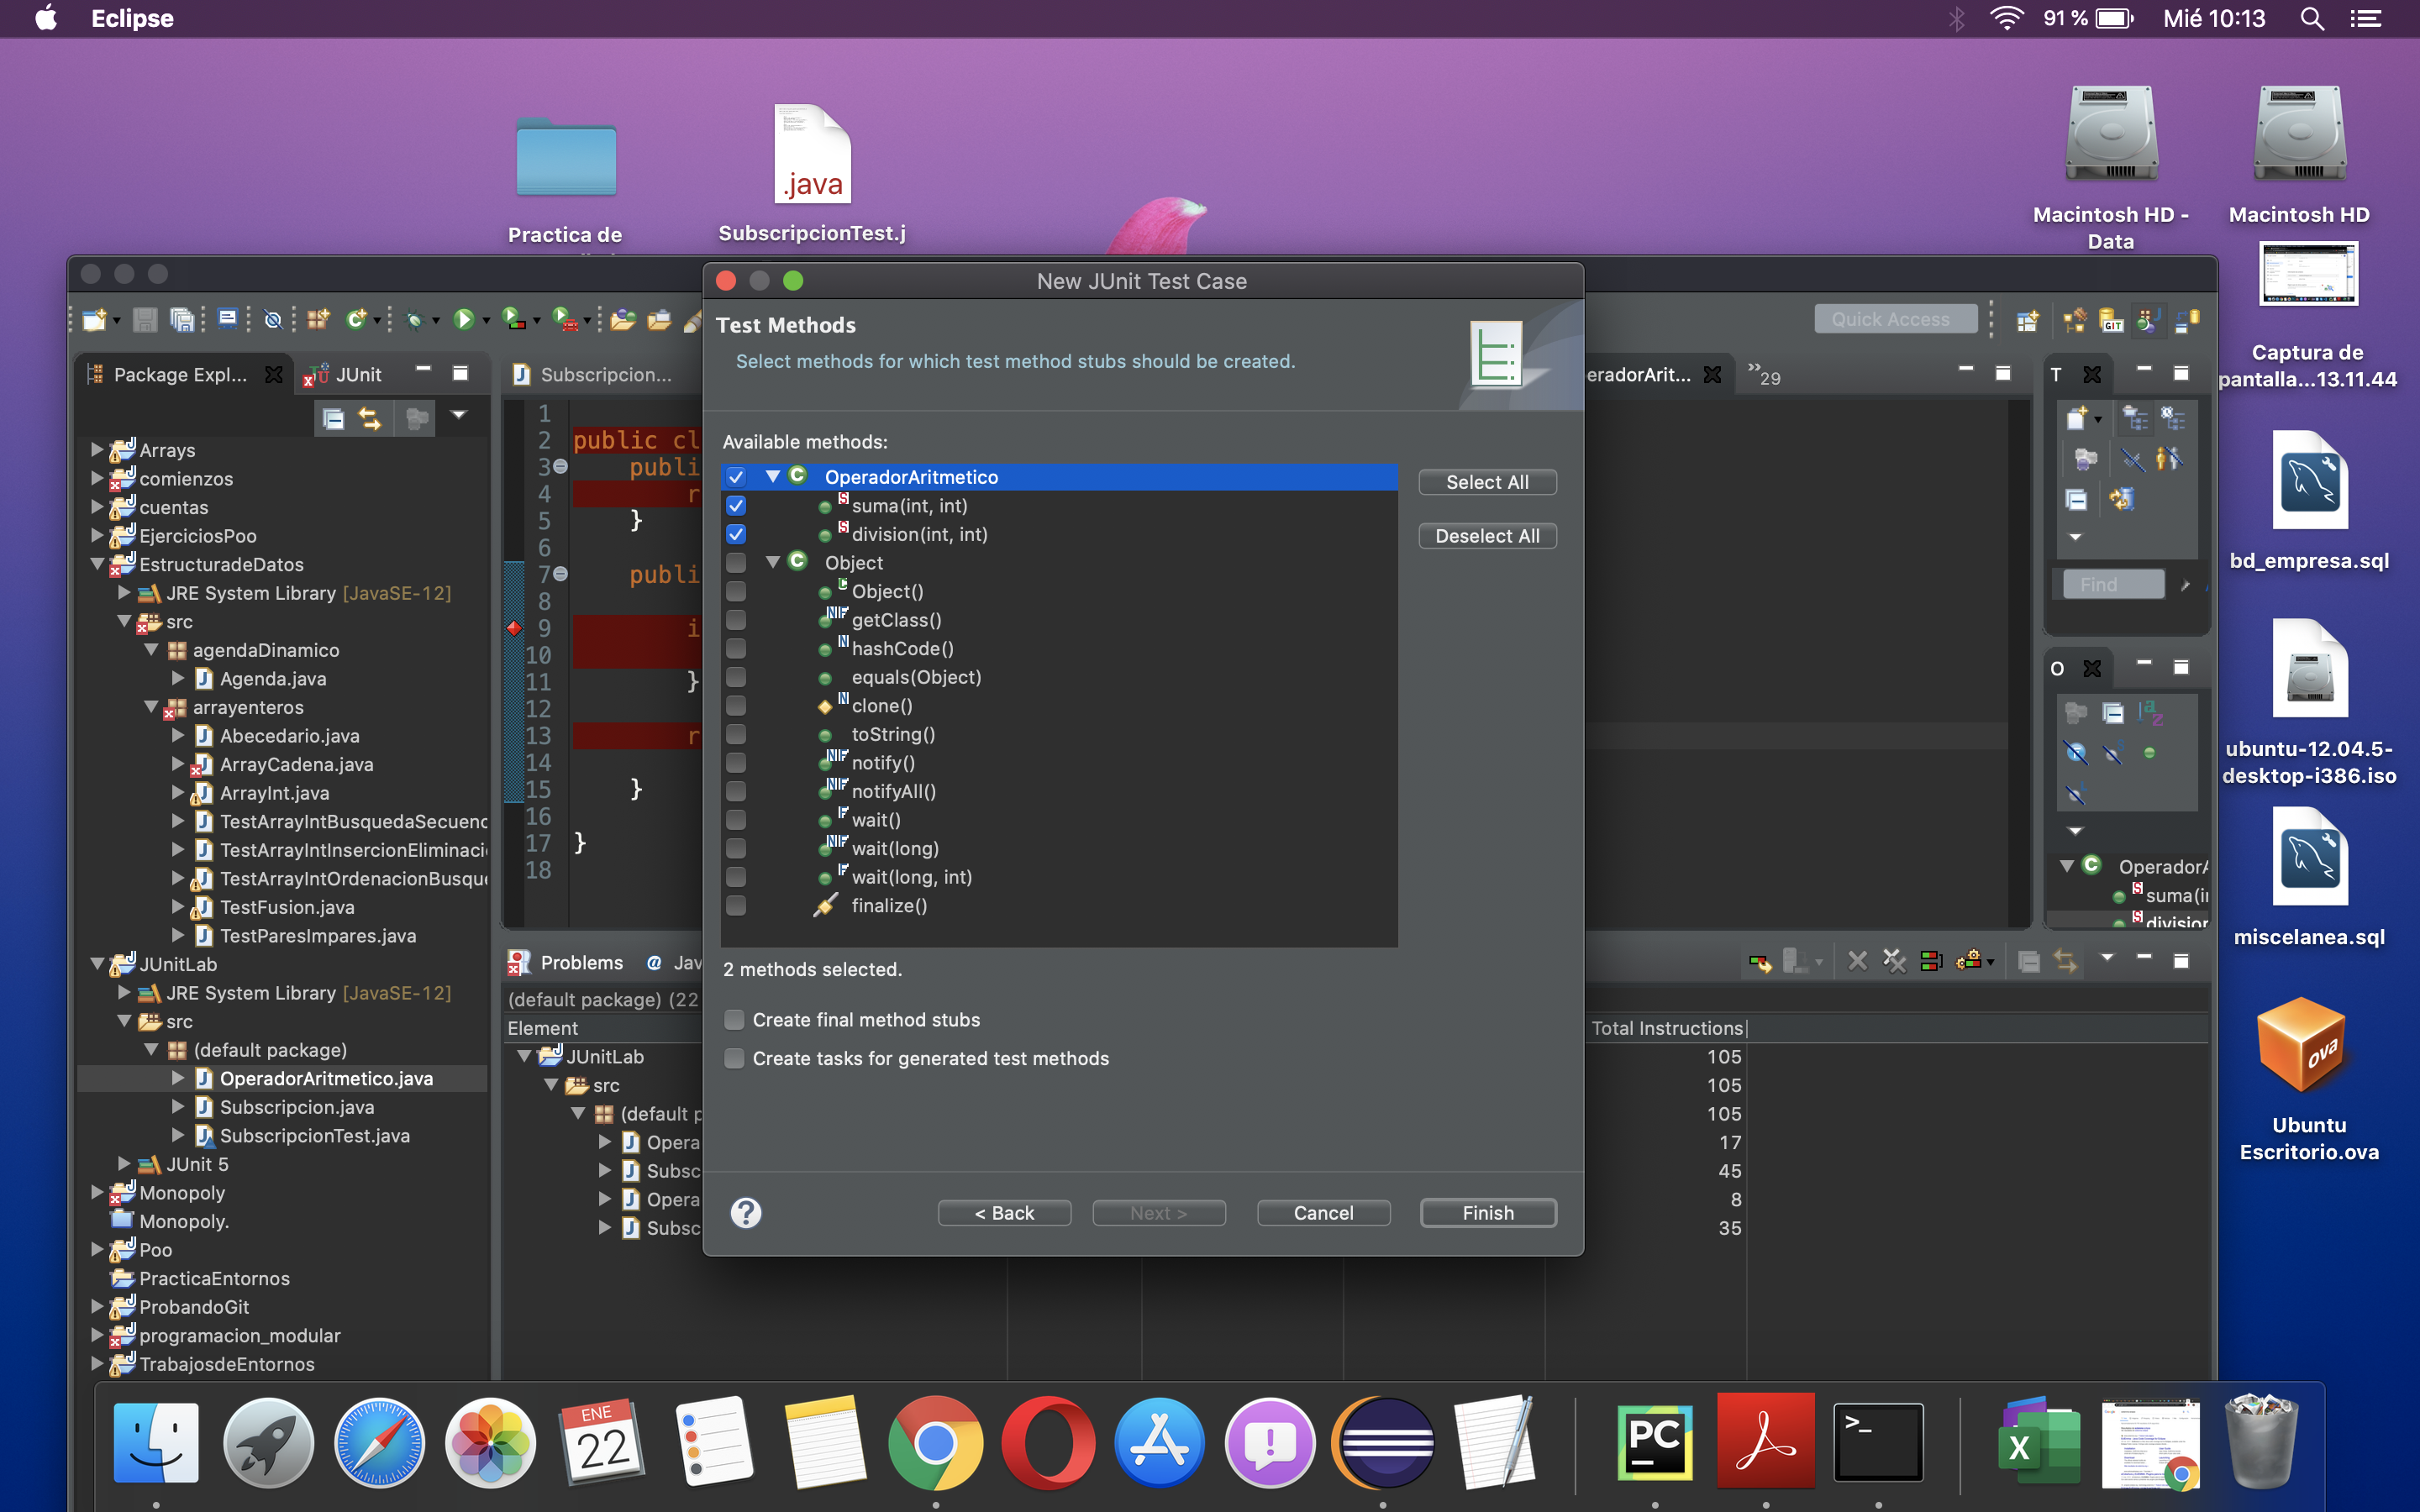 Eclipse
91 %
Mié 10:13
.java
Practica de
SubscripcionTest.j
Macintosh HD -
Data
Macintosh HD
Captura de
pantalla...13.11.44
bd_empresa.sql
ubuntu-12.04.5-
desktop-i386.iso
miscelanea.sql
ova
Ubuntu
Escritorio.ova
Quick Access
GIT
Package Expl...
JUnit
Arrays
comienzos
cuentas
EjerciciosPoo
EstructuradeDatos
JRE System Library [JavaSE-12]
src
agendaDinamico
Agenda.java
arrayenteros
Abecedario.java
ArrayCadena.java
ArrayInt.java
TestArrayIntBusquedaSecuenc
TestArrayIntInsercionEliminaci
TestArrayIntOrdenacionBusque
TestFusion.java
TestParesImpares.java
JUnitLab
JRE System Library [JavaSE-12]
src
(default package)
OperadorAritmetico.java
Subscripcion.java
SubscripcionTest.java
JUnit 5
Monopoly
Monopoly.
Poo
PracticaEntornos
ProbandoGit
programacion_modular
TrabajosdeEntornos
Subscripcion...
eradorArit...
29
1
2 public cl
3 publi
4 r
5 }
6
7 publi
8
9 i
10
11 }
12
13 r
14
15 }
16
17 }
18
New JUnit Test Case
Test Methods
Select methods for which test method stubs should be created.
Available methods:
OperadorAritmetico
suma(int, int)
division(int, int)
Object
Object()
getClass()
hashCode()
equals(Object)
clone()
toString()
notify()
notifyAll()
wait()
wait(long)
wait(long, int)
finalize()
Select All
Deselect All
2 methods selected.
Create final method stubs
Create tasks for generated test methods
< Back
Next >
Cancel
Finish
T
Find
O
OperadorA
suma(in
division
Problems
@ Jav
(default package) (22
Element
Total Instructions
JUnitLab
105
src
105
(default p
105
Opera
17
Subsc
45
Opera
8
Subsc
35
ENE
22
PC
>_
X